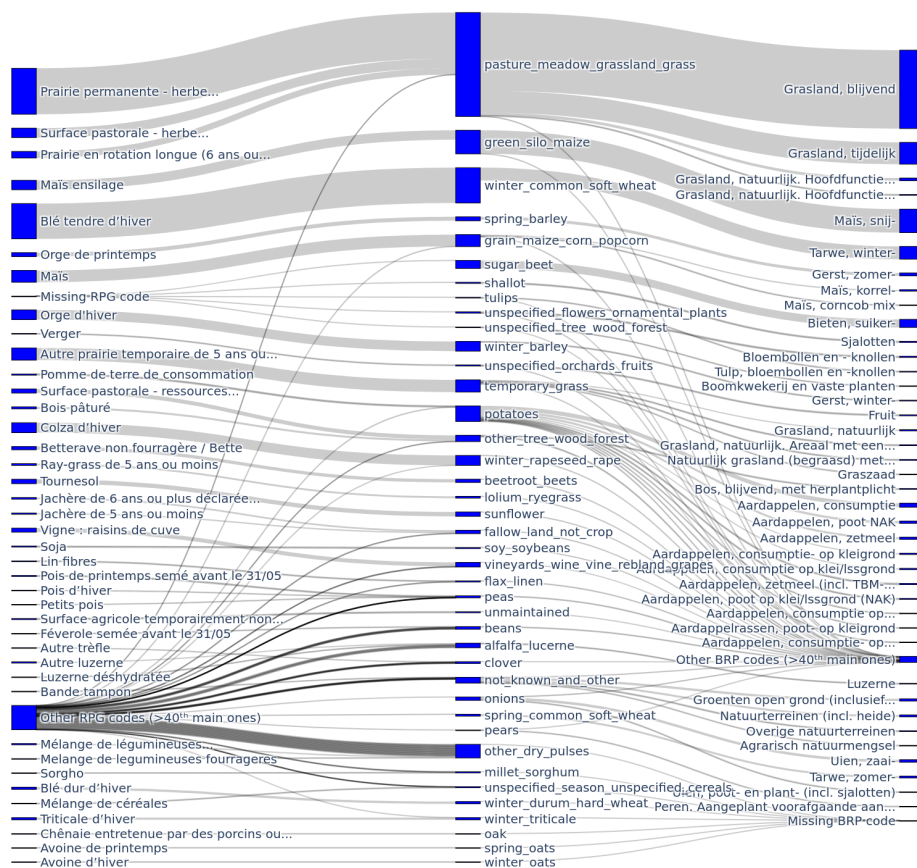 Prairie permanente - herbe...
Surface pastorale - herbe...
Prairie en rotation longue (6 ans ou...
Maïs ensilage
Blé tendre d’hiver
Orge de printemps
Maïs
Missing RPG code
Orge d'hiver
Verger
Autre prairie temporaire de 5 ans ou...
Pomme de terre de consommation
Surface pastorale - ressources...
Bois pâturé
Colza d’hiver
Betterave non fourragère / Bette
Ray-grass de 5 ans ou moins
Tournesol
Jachère de 6 ans ou plus déclarée...
Jachère de 5 ans ou moins
Vigne : raisins de cuve
Soja
Lin fibres
Pois de printemps semé avant le 31/05
Pois d’hiver
Petits pois
Surface agricole temporairement non...
Féverole semée avant le 31/05
Autre trèfle
Autre luzerne
Luzerne déshydratée
Bande tampon
Other RPG codes (>40ᵗʰ main ones)
Mélange de légumineuses...
Melange de legumineuses fourrageres
Sorgho
Blé dur d’hiver
Mélange de céréales
Triticale d’hiver
Chênaie entretenue par des porcins ou...
Avoine de printemps
Avoine d’hiver
pasture_meadow_grassland_grass
green_silo_maize
winter_common_soft_wheat
spring_barley
grain_maize_corn_popcorn
sugar_beet
shallot
tulips
unspecified_flowers_ornamental_plants
unspecified_tree_wood_forest
winter_barley
unspecified_orchards_fruits
temporary_grass
potatoes
other_tree_wood_forest
winter_rapeseed_rape
beetroot_beets
lolium_ryegrass
sunflower
fallow_land_not_crop
soy_soybeans
vineyards_wine_vine_rebland_grapes
flax_linen
peas
unmaintained
beans
alfalfa_lucerne
clover
not_known_and_other
onions
spring_common_soft_wheat
pears
other_dry_pulses
millet_sorghum
unspecified_season_unspecified_cereals
winter_durum_hard_wheat
winter_triticale
oak
spring_oats
winter_oats
Grasland, blijvend
Grasland, tijdelijk
Grasland, natuurlijk. Hoofdfunctie...
Grasland, natuurlijk. Hoofdfunctie...
Maïs, snij-
Tarwe, winter-
Gerst, zomer-
Maïs, korrel-
Maïs, corncob mix
Bieten, suiker-
Sjalotten
Bloembollen en -knollen
Tulp, bloembollen en -knollen
Boomkwekerij en vaste planten
Gerst, winter-
Fruit
Grasland, natuurlijk
Grasland, natuurlijk. Areaal met een...
Natuurlijk grasland (begraasd) met...
Graszaad
Bos, blijvend, met herplantplicht
Aardappelen, consumptie
Aardappelen, poot NAK
Aardappelen, zetmeel
Aardappelen, consumptie- op kleigrond
Aardappelen, consumptie op klei/lssgrond
Aardappelen, zetmeel (incl. TBM-...
Aardappelen, poot op klei/lssgrond (NAK)
Aardappelen, consumptie op...
Aardappelrassen, poot- op kleigrond
Aardappelen, consumptie- op...
Other BRP codes (>40ᵗʰ main ones)
Luzerne
Groenten open grond (inclusief...
Natuurterreinen (incl. heide)
Overige natuurterreinen
Agrarisch natuurmengsel
Uien, zaai-
Tarwe, zomer-
Uien, poot- en plant- (incl. sjalotten)
Peren. Aangeplant voorafgaande aan...
Missing BRP code